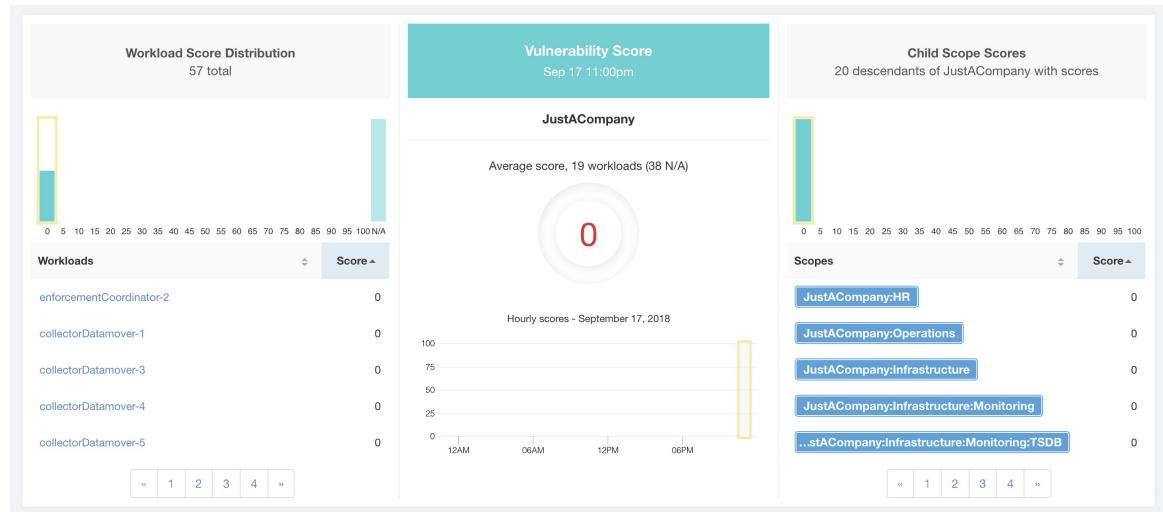 Workload Score Distribution
57 total
0 5 10 15 20 25 30 35 40 45 50 55 60 65 70 75 80 85 90 95 100 N/A
Workloads Score
enforcementCoordinator-2 0
collectorDatamover-1 0
collectorDatamover-3 0
collectorDatamover-4 0
collectorDatamover-5 0
« 1 2 3 4 »
Vulnerability Score
Sep 17 11:00pm
JustACompany
Average score, 19 workloads (38 N/A)
0
Hourly scores - September 17, 2018
100
75
50
25
0
12AM 06AM 12PM 06PM
Child Scope Scores
20 descendants of JustACompany with scores
0 5 10 15 20 25 30 35 40 45 50 55 60 65 70 75 80 85 90 95 100
Scopes Score
JustACompany:HR 0
JustACompany:Operations 0
JustACompany:Infrastructure 0
JustACompany:Infrastructure:Monitoring 0
...stACompany:Infrastructure:Monitoring:TSDB 0
« 1 2 3 4 »